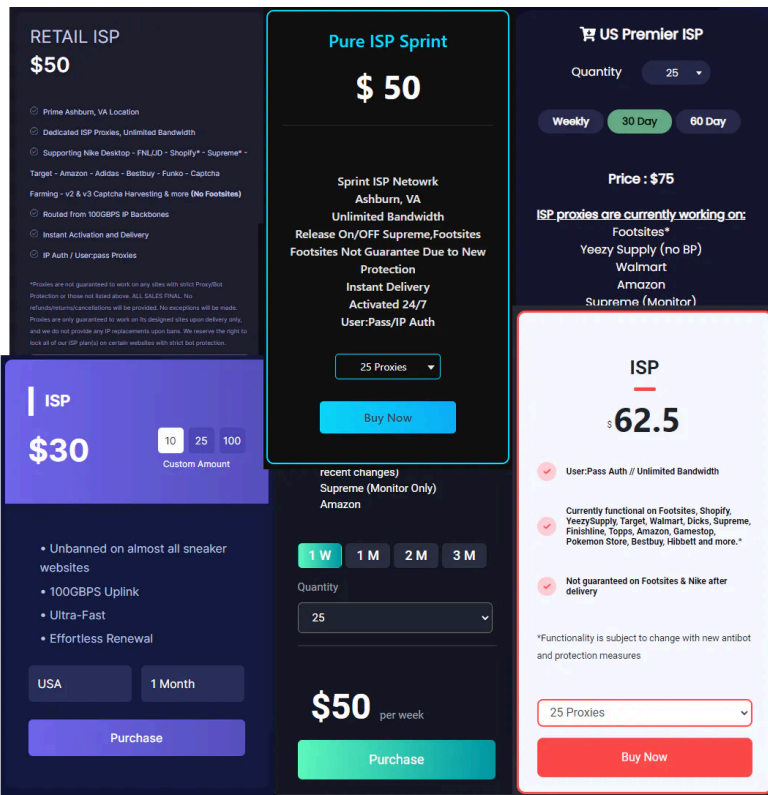 RETAIL ISP
$50
Prime Ashburn, VA Location
Dedicated ISP Proxies, Unlimited Bandwidth
Supporting Nike Desktop - FNL/JD - Shopify* - Supreme* -
Target - Amazon - Adidas - Bestbuy - Funko - Captcha
Farming - v2 & v3 Captcha Harvesting & more (No Footsites)
Routed from 100GBPS IP Backbones
Instant Activation and Delivery
IP Auth / User:pass Proxies
*Proxies are not guaranteed to work on any sites with strict Proxy/Bot
Protection or those not listed above. ALL SALES FINAL. No
refunds/returns/cancellations will be provided. No exceptions will be made.
Proxies are only guaranteed to work on its designed sites upon delivery only,
and we do not provide any IP replacements upon bans. We reserve the right to
lock all of our ISP plan(s) on certain websites with strict bot protection.
Pure ISP Sprint
$ 50
Sprint ISP Netowrk
Ashburn, VA
Unlimited Bandwidth
Release On/OFF Supreme,Footsites
Footsites Not Guarantee Due to New
Protection
Instant Delivery
Activated 24/7
User:Pass/IP Auth
25 Proxies
Buy Now
US Premier ISP
Quantity 25
Weekly 30 Day 60 Day
Price : $75
ISP proxies are currently working on:
Footsites*
Yeezy Supply (no BP)
Walmart
Amazon
Supreme (Monitor)
ISP
$30
10 25 100
Custom Amount
• Unbanned on almost all sneaker
websites
• 100GBPS Uplink
• Ultra-Fast
• Effortless Renewal
USA 1 Month
Purchase
recent changes)
Supreme (Monitor Only)
Amazon
1 W 1 M 2 M 3 M
Quantity
25
$50 per week
Purchase
ISP
$62.5
User:Pass Auth // Unlimited Bandwidth
Currently functional on Footsites, Shopify,
YeezySupply, Target, Walmart, Dicks, Supreme,
Finishline, Topps, Amazon, Gamestop,
Pokemon Store, Bestbuy, Hibbett and more.*
Not guaranteed on Footsites & Nike after
delivery
*Functionality is subject to change with new antibot
and protection measures
25 Proxies
Buy Now